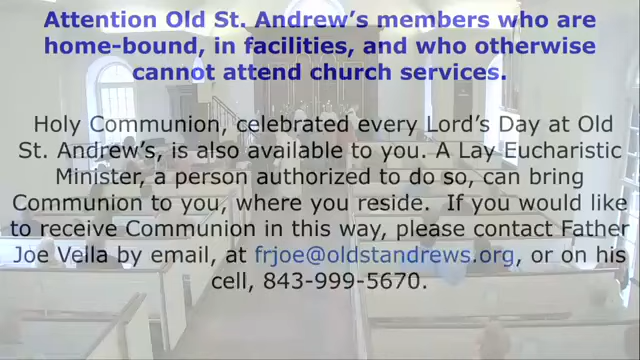 Attention Old St. Andrew's members who are
home-bound, in facilities, and who otherwise
cannot attend church services.
Holy Communion, celebrated every Lord's Day at Old
St. Andrew's, is also available to you. A Lay Eucharistic
Minister, a person authorized to do so, can bring
Communion to you, where you reside. If you would like
to receive Communion in this way, please contact Father
Joe Vella by email, at frjoe@oldstandrews.org, or on his
cell, 843-999-5670.